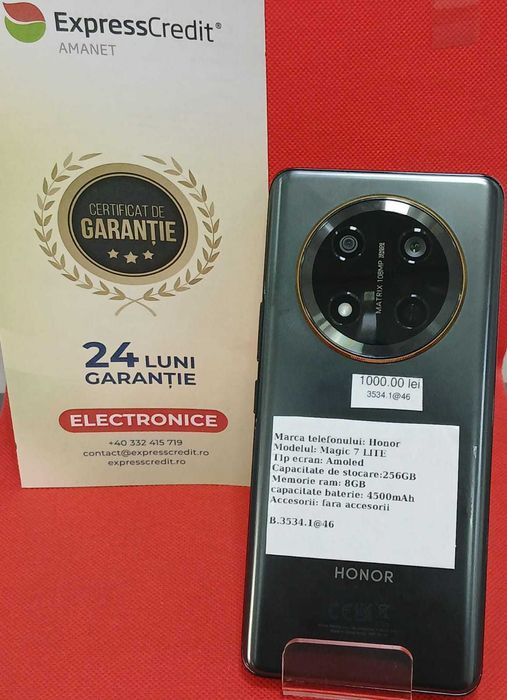 ExpressCredit®
AMANET
CERTIFICAT DE
GARANȚIE
24 LUNI
GARANȚIE
ELECTRONICE
+40 332 415 719
contact@expresscredit.ro
expresscredit.ro
MATRIX 108MP
1000.00 lei
3534.1@46
Marca telefonului: Honor
Modelul: Magic 7 LITE
TIp ecran: Amoled
Capacitate de stocare:256GB
Memorie ram: 8GB
capacitate baterie: 4500mAh
Accesorii: fara accesorii
B.3534.1@46
HONOR